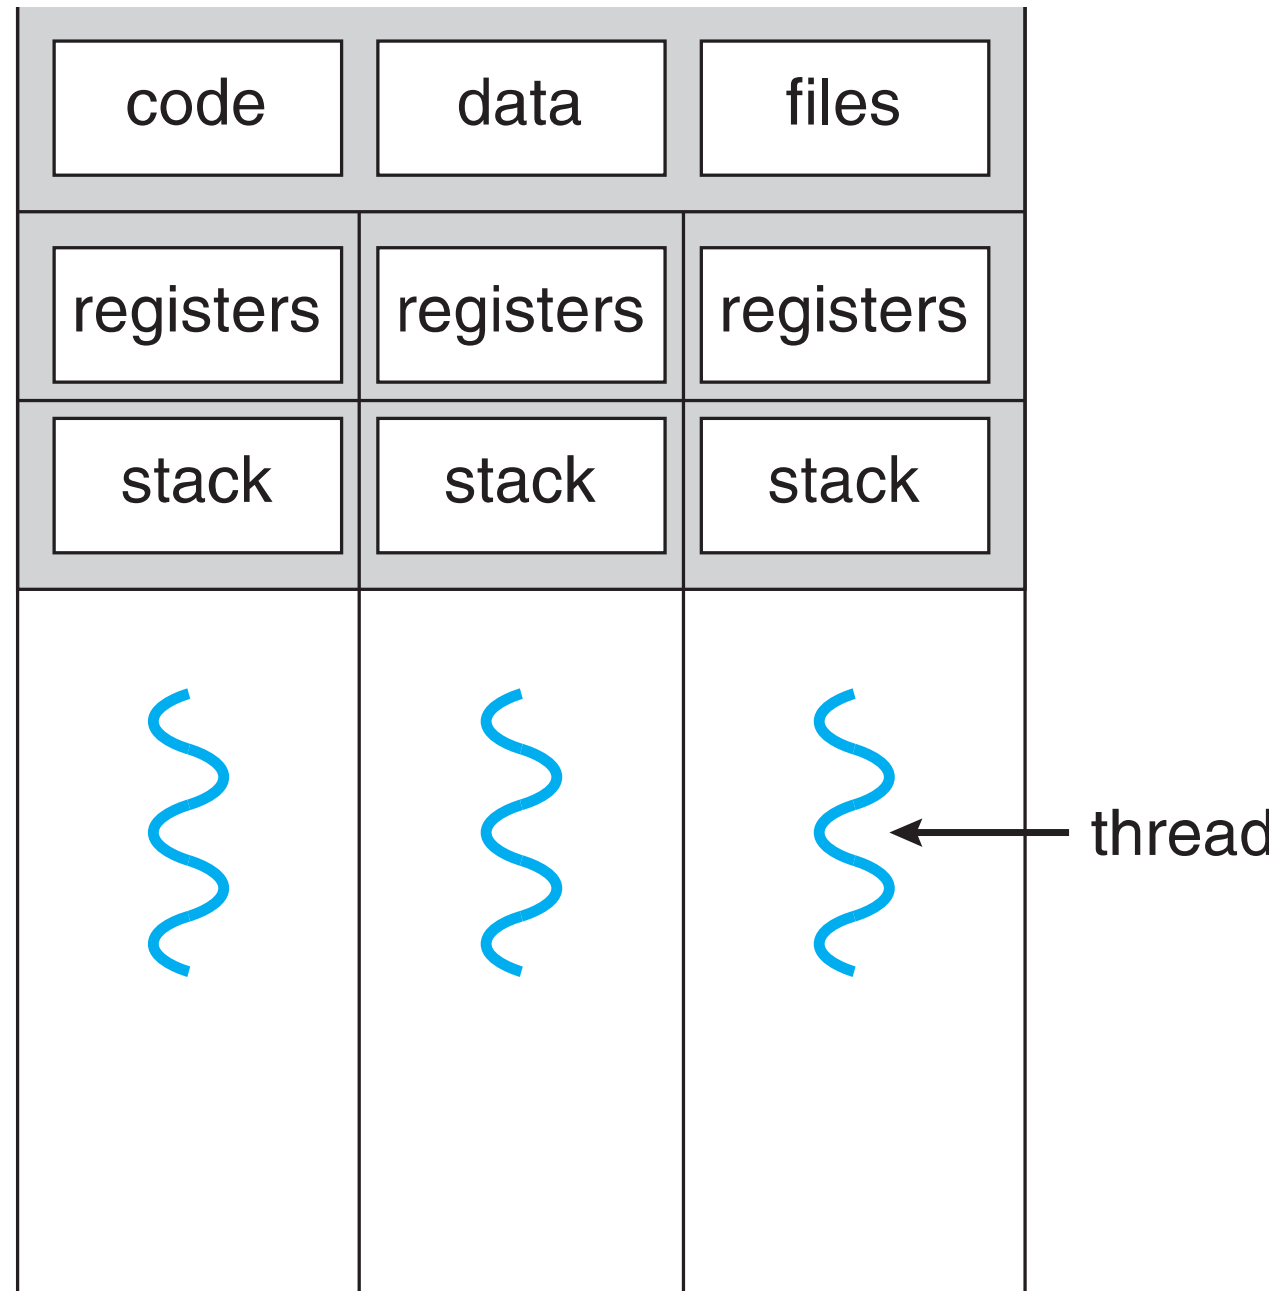 code data files
registers registers registers
stack stack stack
thread